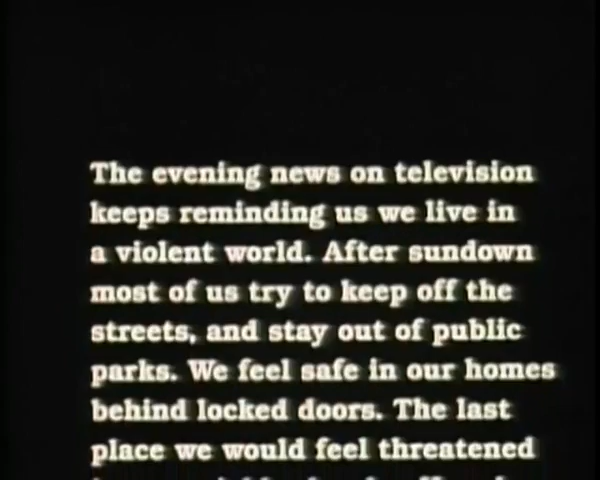 The evening news on television
keeps reminding us we live in
a violent world. After sundown
most of us try to keep off the
streets, and stay out of public
parks. We feel safe in our homes
behind locked doors. The last
place we would feel threatened